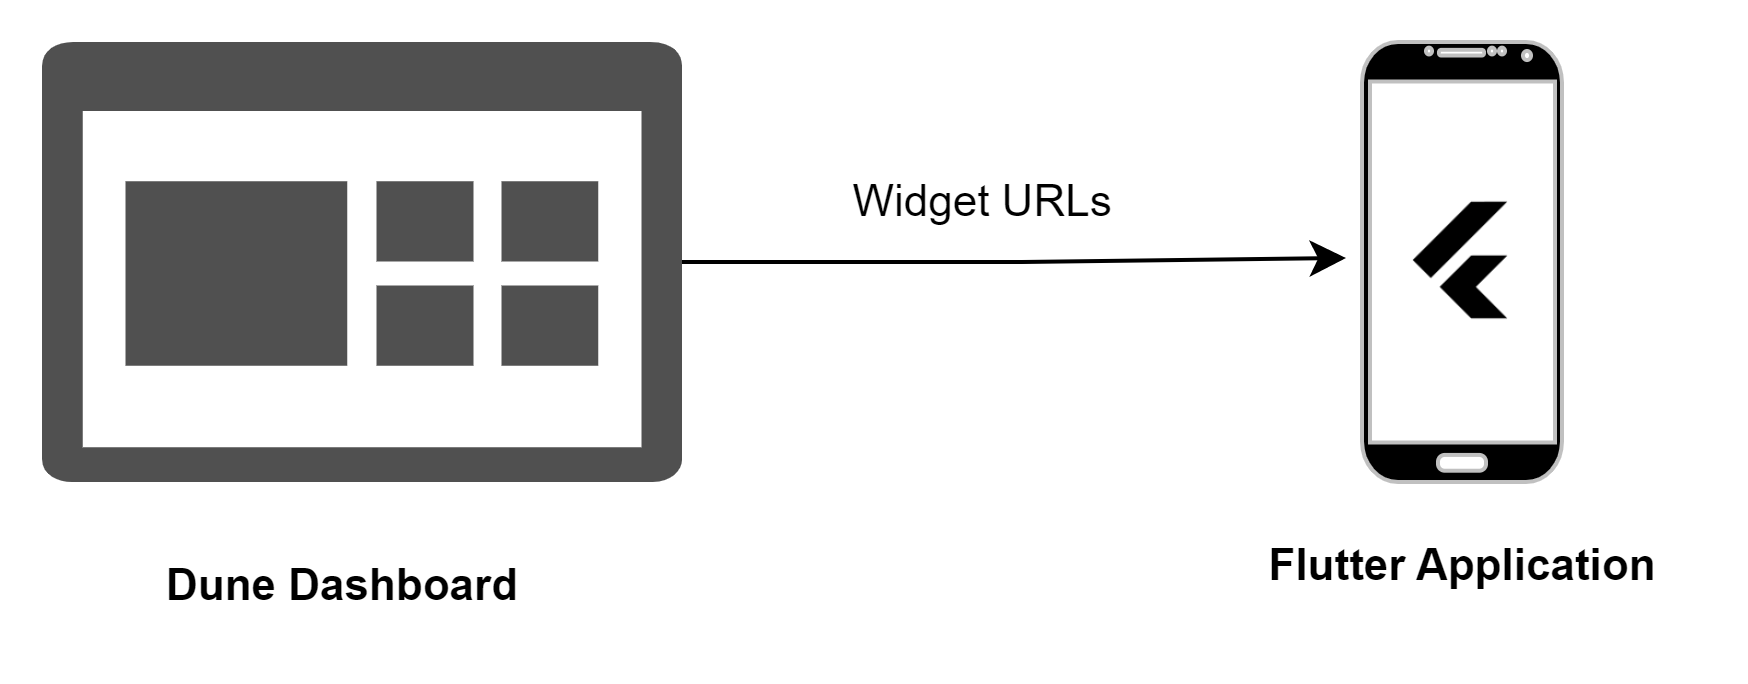 Widget URLs
Dune Dashboard
Flutter Application